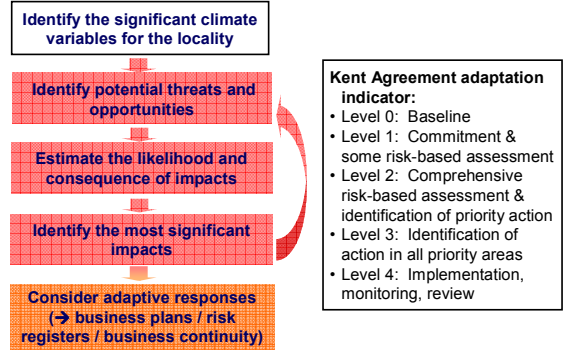 Identify the significant climate
variables for the locality
Identify potential threats and
opportunities
Estimate the likelihood and
consequence of impacts
Identify the most significant
impacts
Consider adaptive responses
(→ business plans / risk
registers / business continuity)
Kent Agreement adaptation
indicator:
• Level 0:  Baseline
• Level 1:  Commitment &
some risk-based assessment
• Level 2:  Comprehensive
risk-based assessment &
identification of priority action
• Level 3:  Identification of
action in all priority areas
• Level 4:  Implementation,
monitoring, review